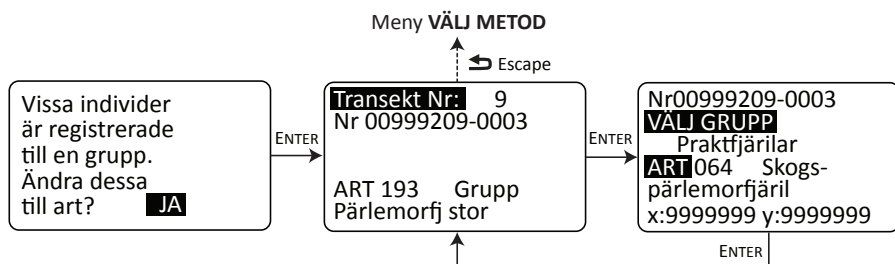 Meny VÄLJ METOD
Escape
Vissa individer
är registrerade
till en grupp.
Ändra dessa
till art? JA
ENTER
Transekt Nr: 9
Nr 00999209-0003
ART 193 Grupp
Pärlemorfj stor
ENTER
Nr00999209-0003
VÄLJ GRUPP
Praktfjärilar
ART 064 Skogs-
pärlemorfjäril
x:9999999 y:9999999
ENTER